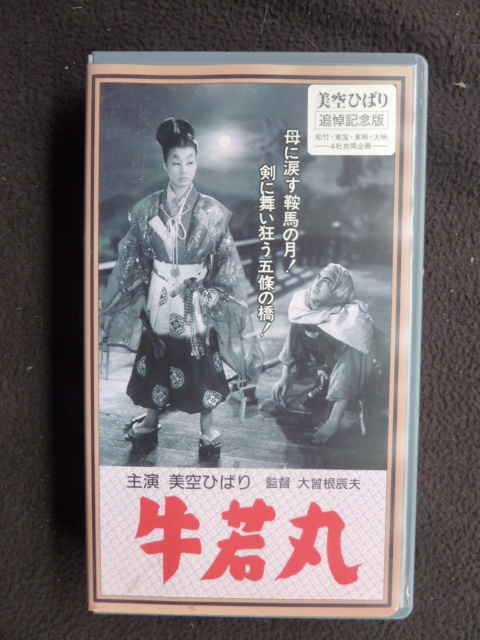 美空ひばり
追悼記念版
松竹・東宝・東映・大映
4社共同企画
母に涙す鞍馬の月!
剣に舞い狂う五條の橋!
主演 美空ひばり 監督 大曽根辰夫
牛若丸